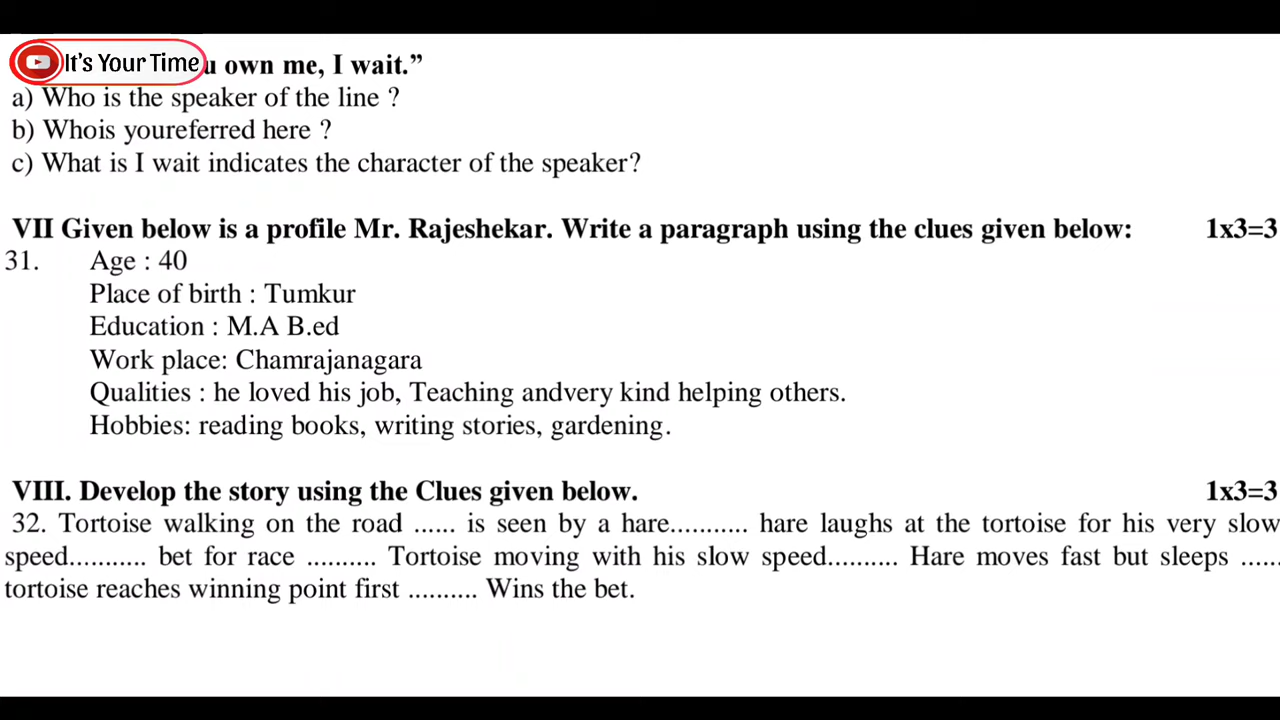 It's Your Time
u own me, I wait.”
a) Who is the speaker of the line ?
b) Whois youreferred here ?
c) What is I wait indicates the character of the speaker?
VII Given below is a profile Mr. Rajeshekar. Write a paragraph using the clues given below: 1x3=3
31. Age : 40
Place of birth : Tumkur
Education : M.A B.ed
Work place: Chamrajanagara
Qualities : he loved his job, Teaching andvery kind helping others.
Hobbies: reading books, writing stories, gardening.
VIII. Develop the story using the Clues given below. 1x3=3
32. Tortoise walking on the road ...... is seen by a hare........... hare laughs at the tortoise for his very slow
speed........... bet for race .......... Tortoise moving with his slow speed.......... Hare moves fast but sleeps ......
tortoise reaches winning point first .......... Wins the bet.